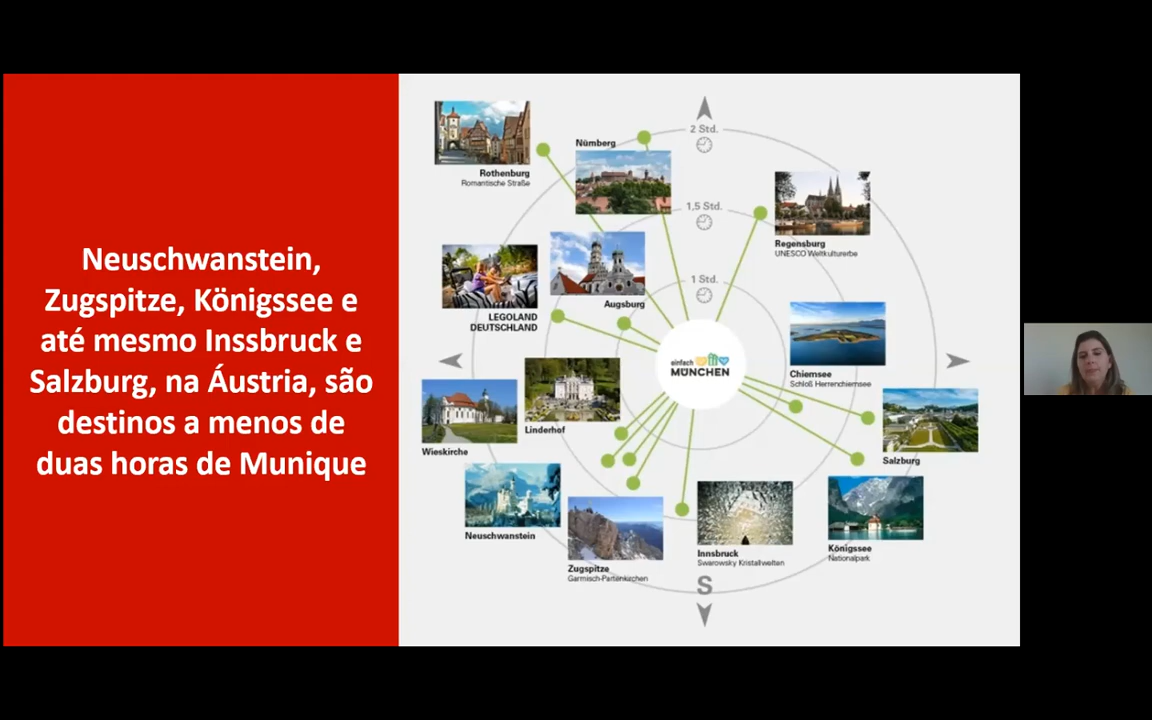 Neuschwanstein,
Zugspitze, Königssee e
até mesmo Inssbruck e
Salzburg, na Áustria, são
destinos a menos de
duas horas de Munique
2 Std.
Rothenburg
Romantische Straße
Nürnberg
1,5 Std.
Regensburg
UNESCO Weltkulturerbe
1 Std.
Augsburg
LEGOLAND
DEUTSCHLAND
einfach
MÜNCHEN
Chiemsee
Schloß Herrenchiemsee
Linderhof
Wieskirche
Salzburg
Neuschwanstein
Zugspitze
Garmisch-Partenkirchen
Innsbruck
Swarowsky Kristallwelten
Königssee
Nationalpark
S